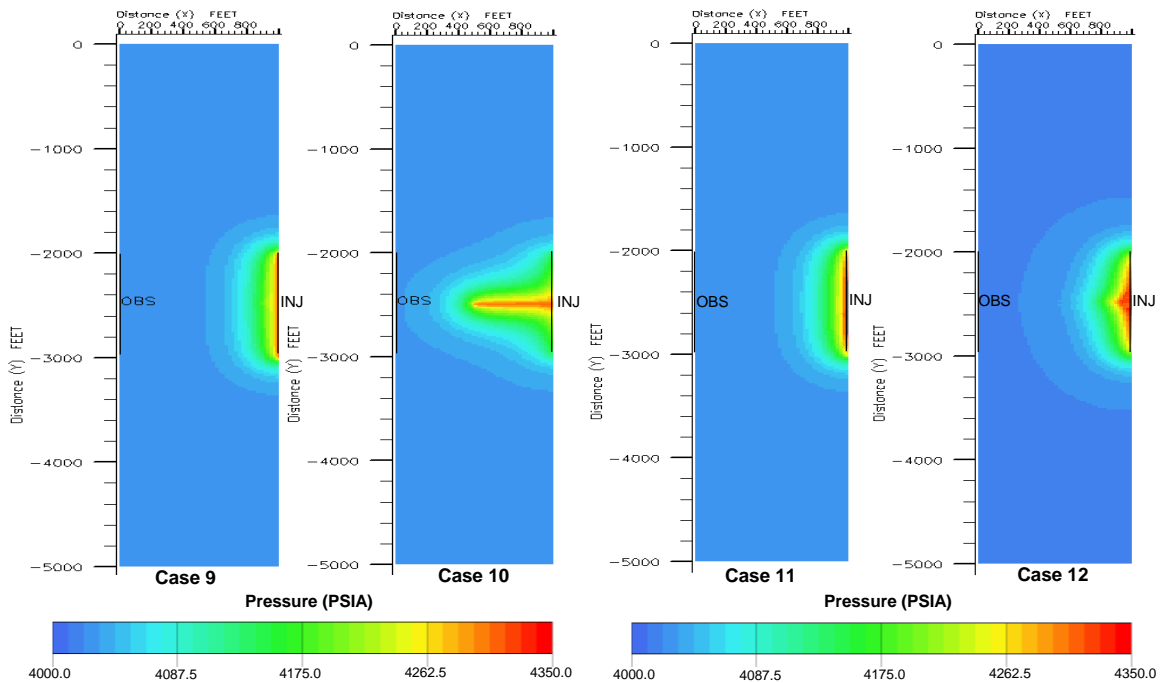 Distance (X) FEET
0 200 400 600 800
0
-1000
-2000
-3000
-4000
-5000
Distance (Y) FEET
OBS
INJ
Case 9
Distance (X) FEET
0 200 400 600 800
0
-1000
-2000
-3000
-4000
-5000
Distance (Y) FEET
OBS
INJ
Case 10
Distance (X) FEET
0 200 400 600 800
0
-1000
-2000
-3000
-4000
-5000
Distance (Y) FEET
OBS
INJ
Case 11
Distance (X) FEET
0 200 400 600 800
0
-1000
-2000
-3000
-4000
-5000
Distance (Y) FEET
OBS
INJ
Case 12
Pressure (PSIA)
4000.0 4087.5 4175.0 4262.5 4350.0
Pressure (PSIA)
4000.0 4087.5 4175.0 4262.5 4350.0